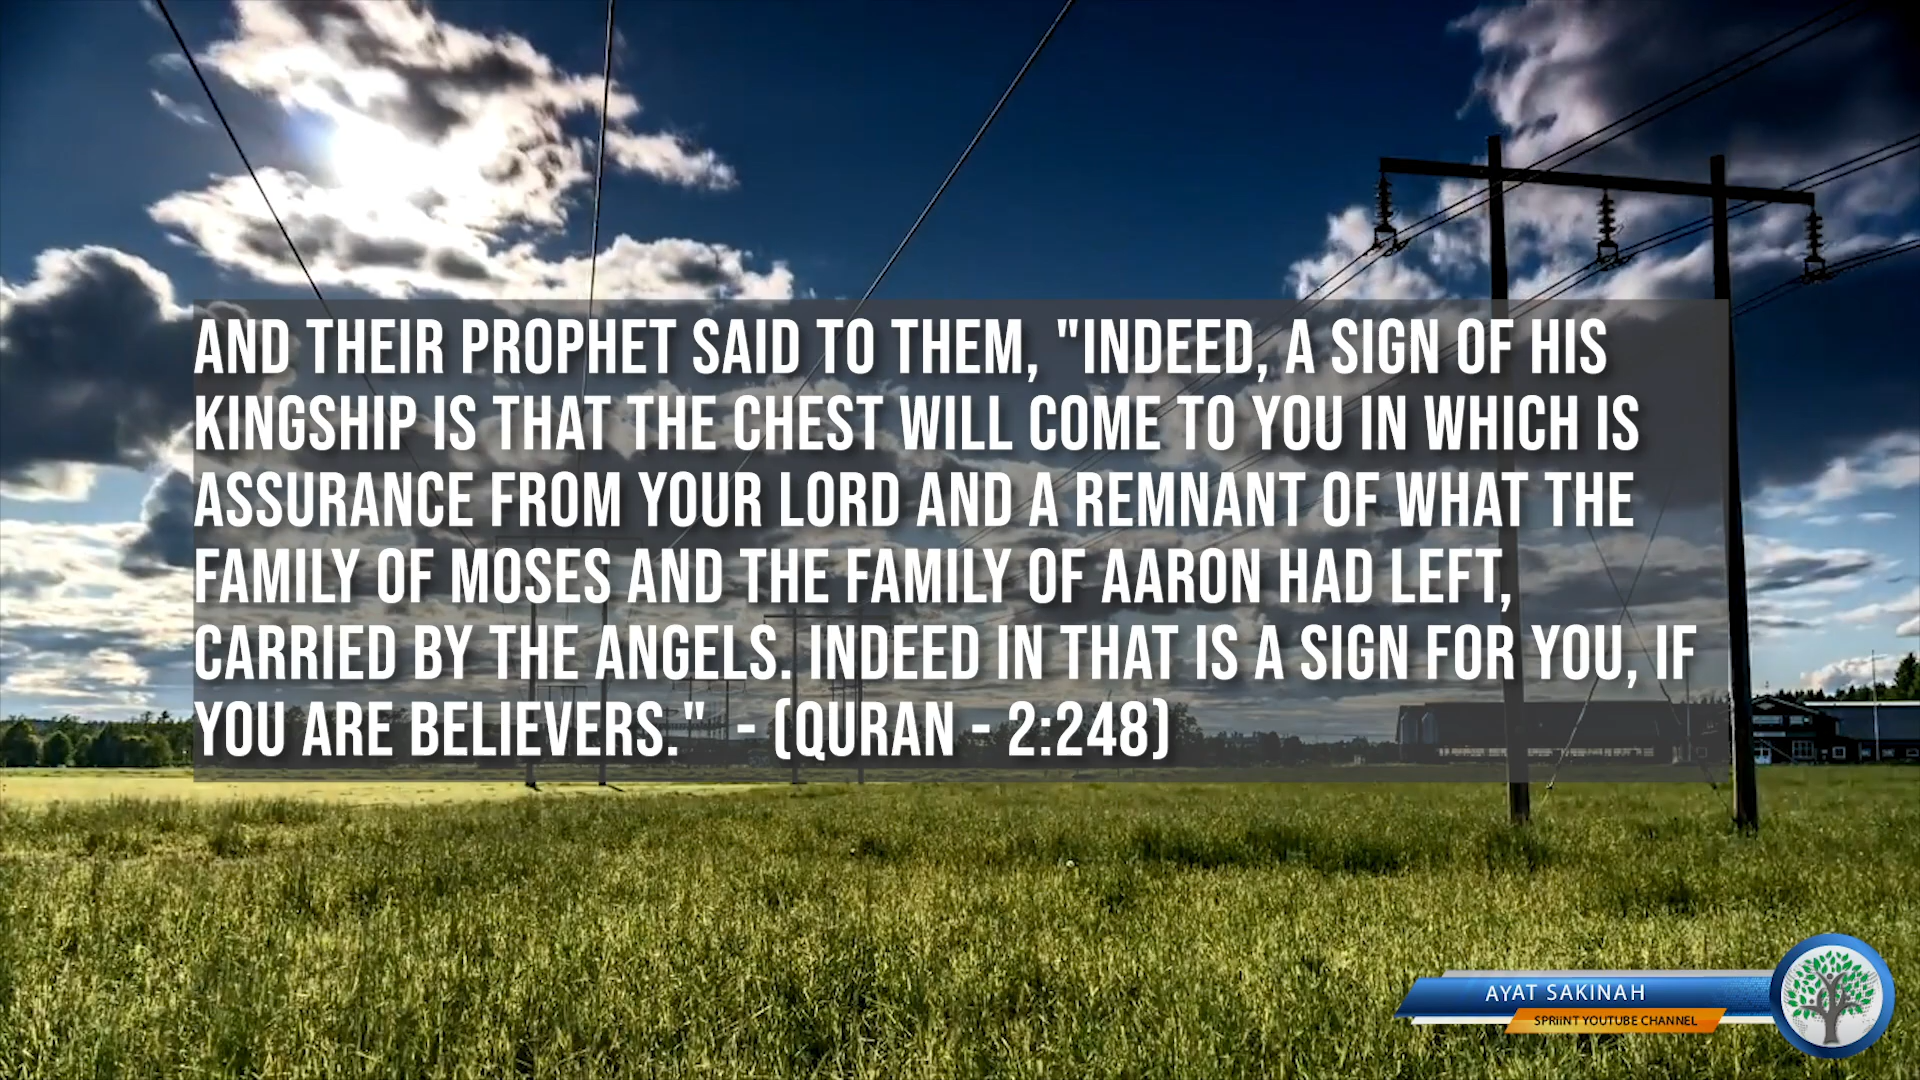 AND THEIR PROPHET SAID TO THEM, "INDEED, A SIGN OF HIS
KINGSHIP IS THAT THE CHEST WILL COME TO YOU IN WHICH IS
ASSURANCE FROM YOUR LORD AND A REMNANT OF WHAT THE
FAMILY OF MOSES AND THE FAMILY OF AARON HAD LEFT,
CARRIED BY THE ANGELS. INDEED IN THAT IS A SIGN FOR YOU, IF
YOU ARE BELIEVERS." - (QURAN - 2:248)
AYAT SAKINAH
SPRiiNT YOUTUBE CHANNEL